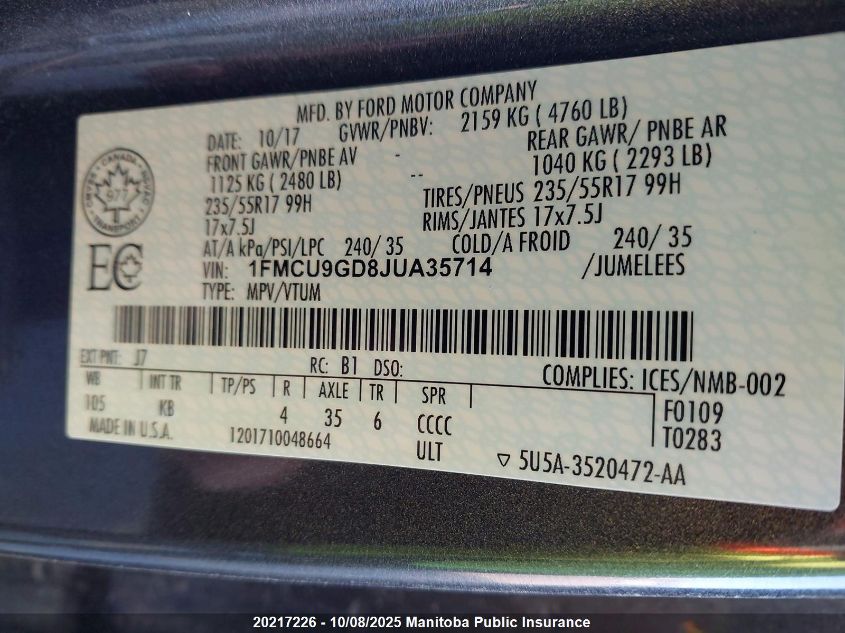 MFD. BY FORD MOTOR COMPANY
DATE: 10/17 GVWR/PNBV: 2159 KG ( 4760 LB)
FRONT GAWR/PNBE AV - REAR GAWR/ PNBE AR
1125 KG ( 2480 LB) -- 1040 KG ( 2293 LB)
235/55R17 99H TIRES/PNEUS 235/55R17 99H
17x7.5J RIMS/JANTES 17x7.5J
AT/A kPa/PSI/LPC 240/ 35 COLD/A FROID 240/ 35
VIN: 1FMCU9GD8JUA35714 /JUMELEES
TYPE: MPV/VTUM
CANADA
977
TRANSPORT
EC
EXT PNT: J7 RC: B1 DSO: COMPLIES: ICES/NMB-002
WB INT TR TP/PS R AXLE TR SPR F0109
105 KB 4 35 6 CCCC T0283
MADE IN U.S.A. 1201710048664 ULT ▽ 5U5A-3520472-AA
20217226 - 10/08/2025 Manitoba Public Insurance